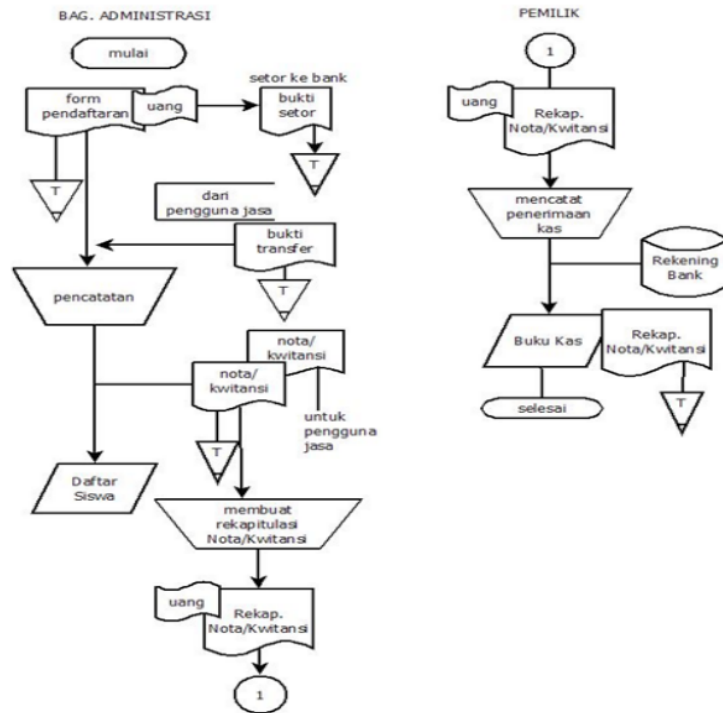 BAG. ADMINISTRASI
mulai
setor ke bank
form
pendaftaran
uang
bukti
setor
T
T
dari
pengguna jasa
bukti
transfer
T
pencatatan
nota/
kwitansi
nota/
kwitansi
untuk
pengguna
jasa
T
Daftar
Siswa
membuat
rekapitulasi
Nota/Kwitansi
uang
Rekap.
Nota/Kwitansi
1
PEMILIK
1
uang
Rekap.
Nota/Kwitansi
mencatat
penerimaan
kas
Rekening
Bank
Buku Kas
Rekap.
Nota/Kwitansi
selesai
T